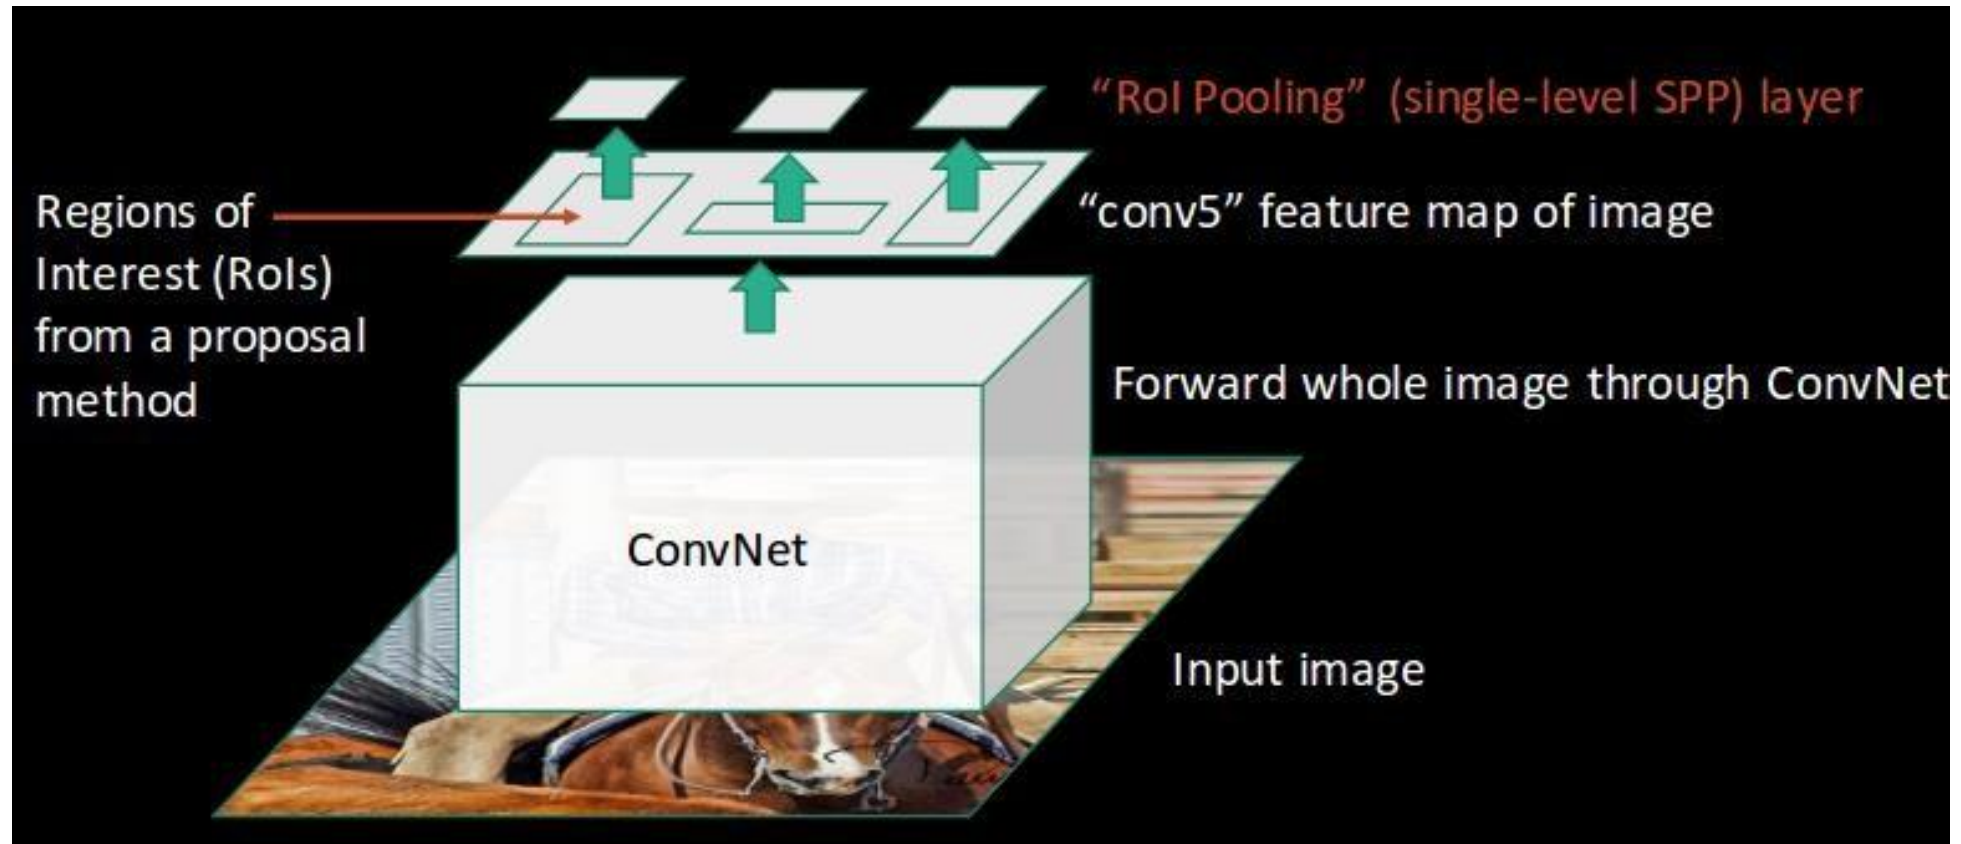 “RoI Pooling” (single-level SPP) layer
Regions of
Interest (RoIs)
from a proposal
method
“conv5” feature map of image
Forward whole image through ConvNet
ConvNet
Input image